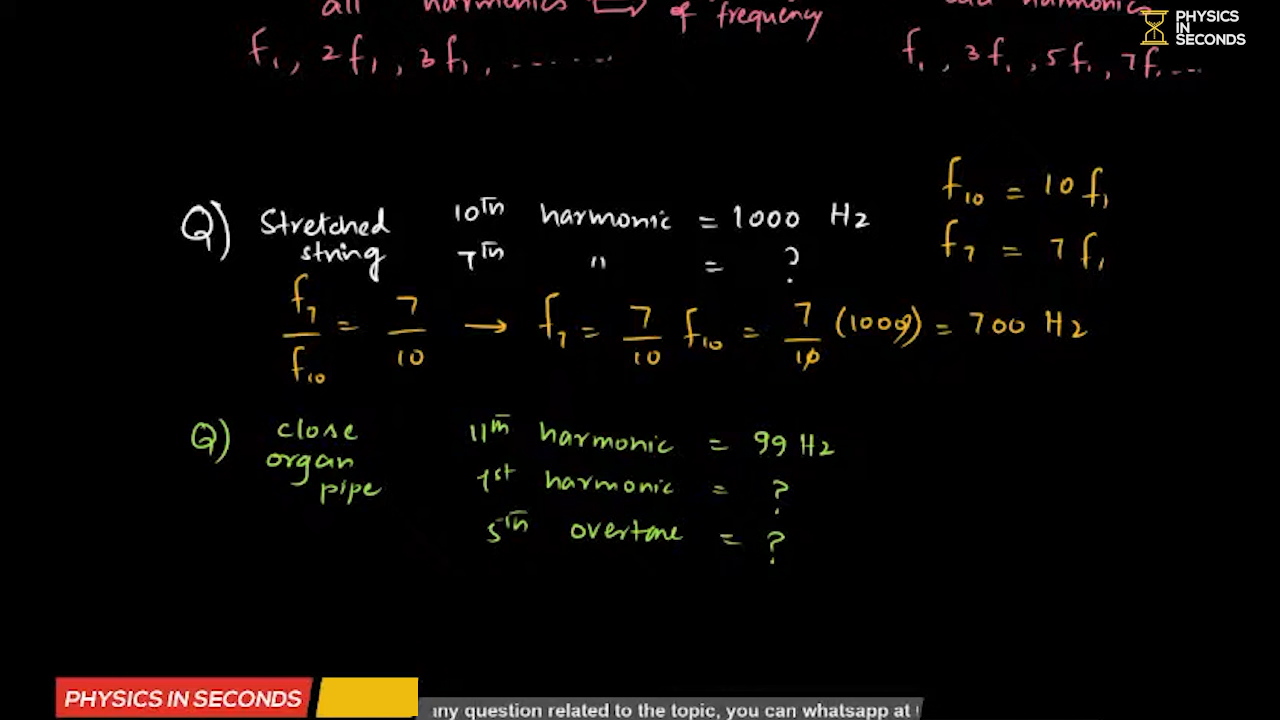 all harmonics
of frequency
odd harmonics
PHYSICS
IN
SECONDS
f₁, 2f₁, 3f₁, .......
f₁, 3f₁, 5f₁, 7f₁ ...
f₁₀ = 10 f₁
f₇ = 7 f₁
Q) Stretched string 10th harmonic = 1000 Hz
7th " = ?
f₇/f₁₀ = 7/10 → f₇ = 7/10 f₁₀ = 7/10 (1000) = 700 Hz
Q) close organ pipe 11th harmonic = 99 Hz
1st harmonic = ?
5th overtone = ?
PHYSICS IN SECONDS
any question related to the topic, you can whatsapp at